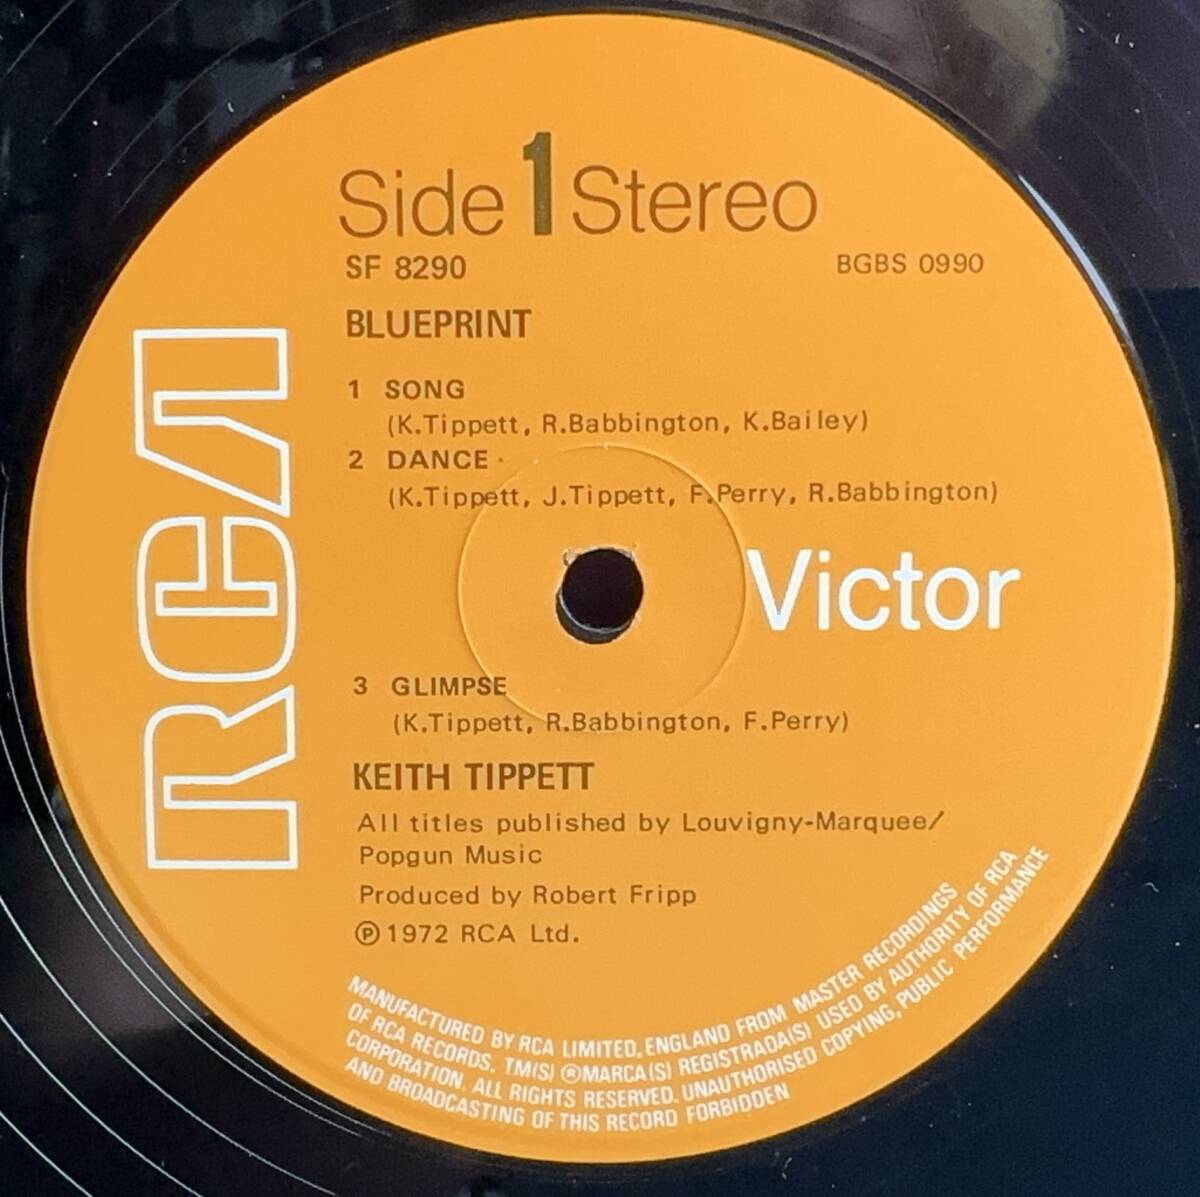 Side 1 Stereo
SF 8290 BGBS 0990
BLUEPRINT
1 SONG
(K.Tippett, R.Babbington, K.Bailey)
2 DANCE
(K.Tippett, J.Tippett, F.Perry, R.Babbington)
RCA Victor
3 GLIMPSE
(K.Tippett, R.Babbington, F.Perry)
KEITH TIPPETT
All titles published by Louvigny-Marquee/
Popgun Music
Produced by Robert Fripp
Ⓟ 1972 RCA Ltd.
MANUFACTURED BY RCA LIMITED, ENGLAND FROM MASTER RECORDINGS
OF RCA RECORDS. TM(S) ® MARCA(S) REGISTRADA(S) USED BY AUTHORITY OF RCA
CORPORATION. ALL RIGHTS RESERVED. UNAUTHORISED COPYING, PUBLIC PERFORMANCE
AND BROADCASTING OF THIS RECORD FORBIDDEN